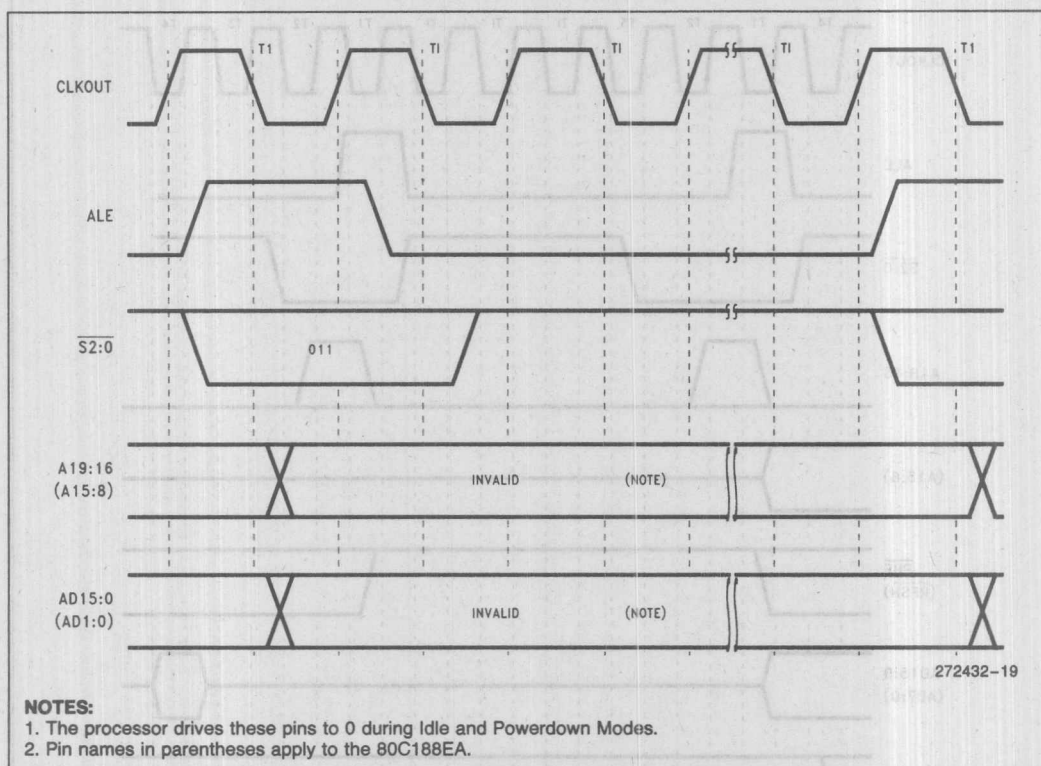 T1 TI TI TI T1
CLKOUT
ALE
S2:0
011
A19:16
(A15:8)
INVALID (NOTE)
AD15:0
(AD1:0)
INVALID (NOTE)
272432-19
NOTES:
1. The processor drives these pins to 0 during Idle and Powerdown Modes.
2. Pin names in parentheses apply to the 80C188EA.